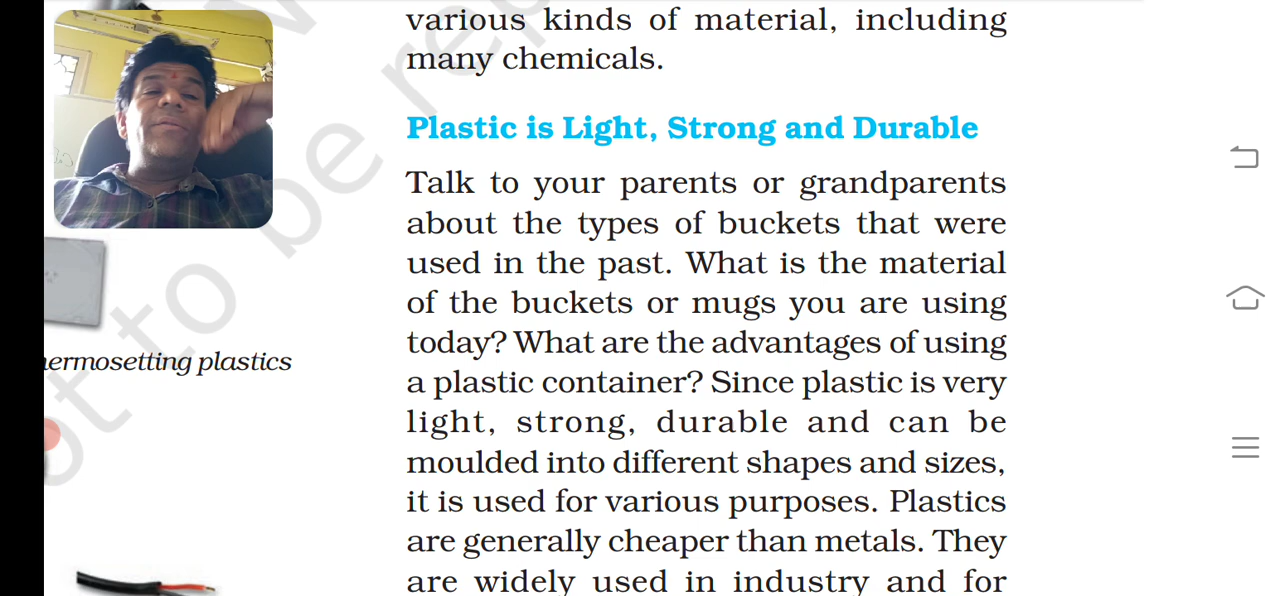 various kinds of material, including
many chemicals.
Plastic is Light, Strong and Durable
Talk to your parents or grandparents
about the types of buckets that were
used in the past. What is the material
of the buckets or mugs you are using
today? What are the advantages of using
a plastic container? Since plastic is very
light, strong, durable and can be
moulded into different shapes and sizes,
it is used for various purposes. Plastics
are generally cheaper than metals. They
are widely used in industry and for
plastics
to be